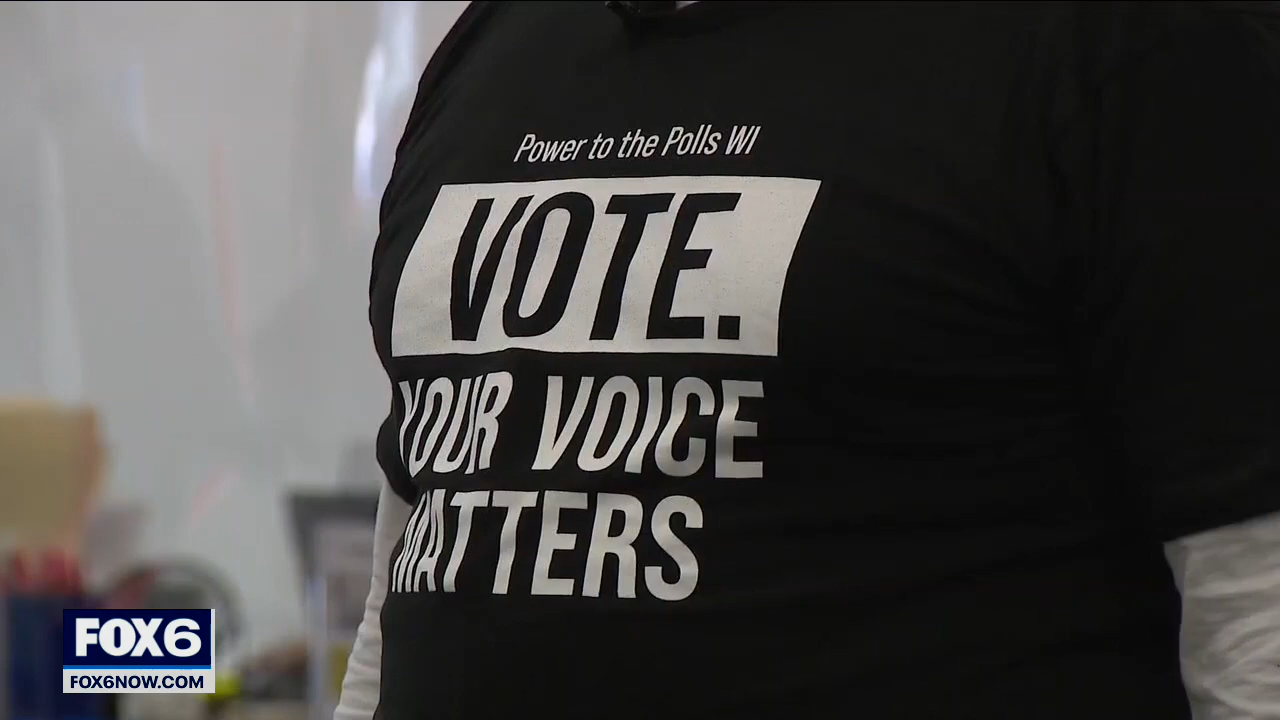 Power to the Polls WI
VOTE.
YOUR VOICE
MATTERS
FOX6
FOX6NOW.COM